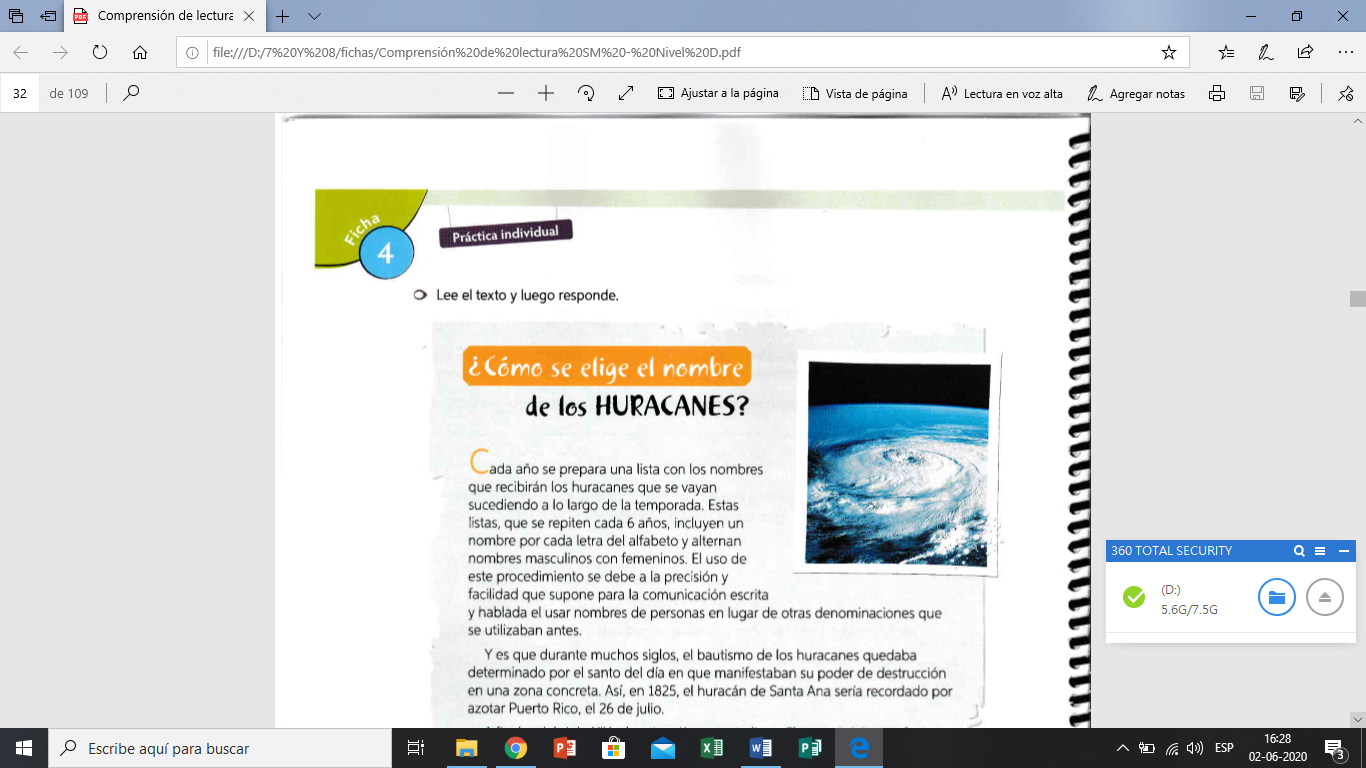 Comprensión de lectura
file:///D:/7%20Y%208/fichas/Comprensión%20de%20lectura%20SM%20-%20Nivel%20D.pdf
32 de 109
Ajustar a la página
Vista de página
Lectura en voz alta
Agregar notas
Ficha
4
Práctica individual
Lee el texto y luego responde.
¿Cómo se elige el nombre
de los HURACANES?
Cada año se prepara una lista con los nombres
que recibirán los huracanes que se vayan
sucediendo a lo largo de la temporada. Estas
listas, que se repiten cada 6 años, incluyen un
nombre por cada letra del alfabeto y alternan
nombres masculinos con femeninos. El uso de
este procedimiento se debe a la precisión y
facilidad que supone para la comunicación escrita
y hablada el usar nombres de personas en lugar de otras denominaciones que
se utilizaban antes.
Y es que durante muchos siglos, el bautismo de los huracanes quedaba
determinado por el santo del día en que manifestaban su poder de destrucción
en una zona concreta. Así, en 1825, el huracán de Santa Ana sería recordado por
azotar Puerto Rico, el 26 de julio.
360 TOTAL SECURITY
(D:)
5.6G/7.5G
Escribe aquí para buscar
ESP
16:28
02-06-2020
3